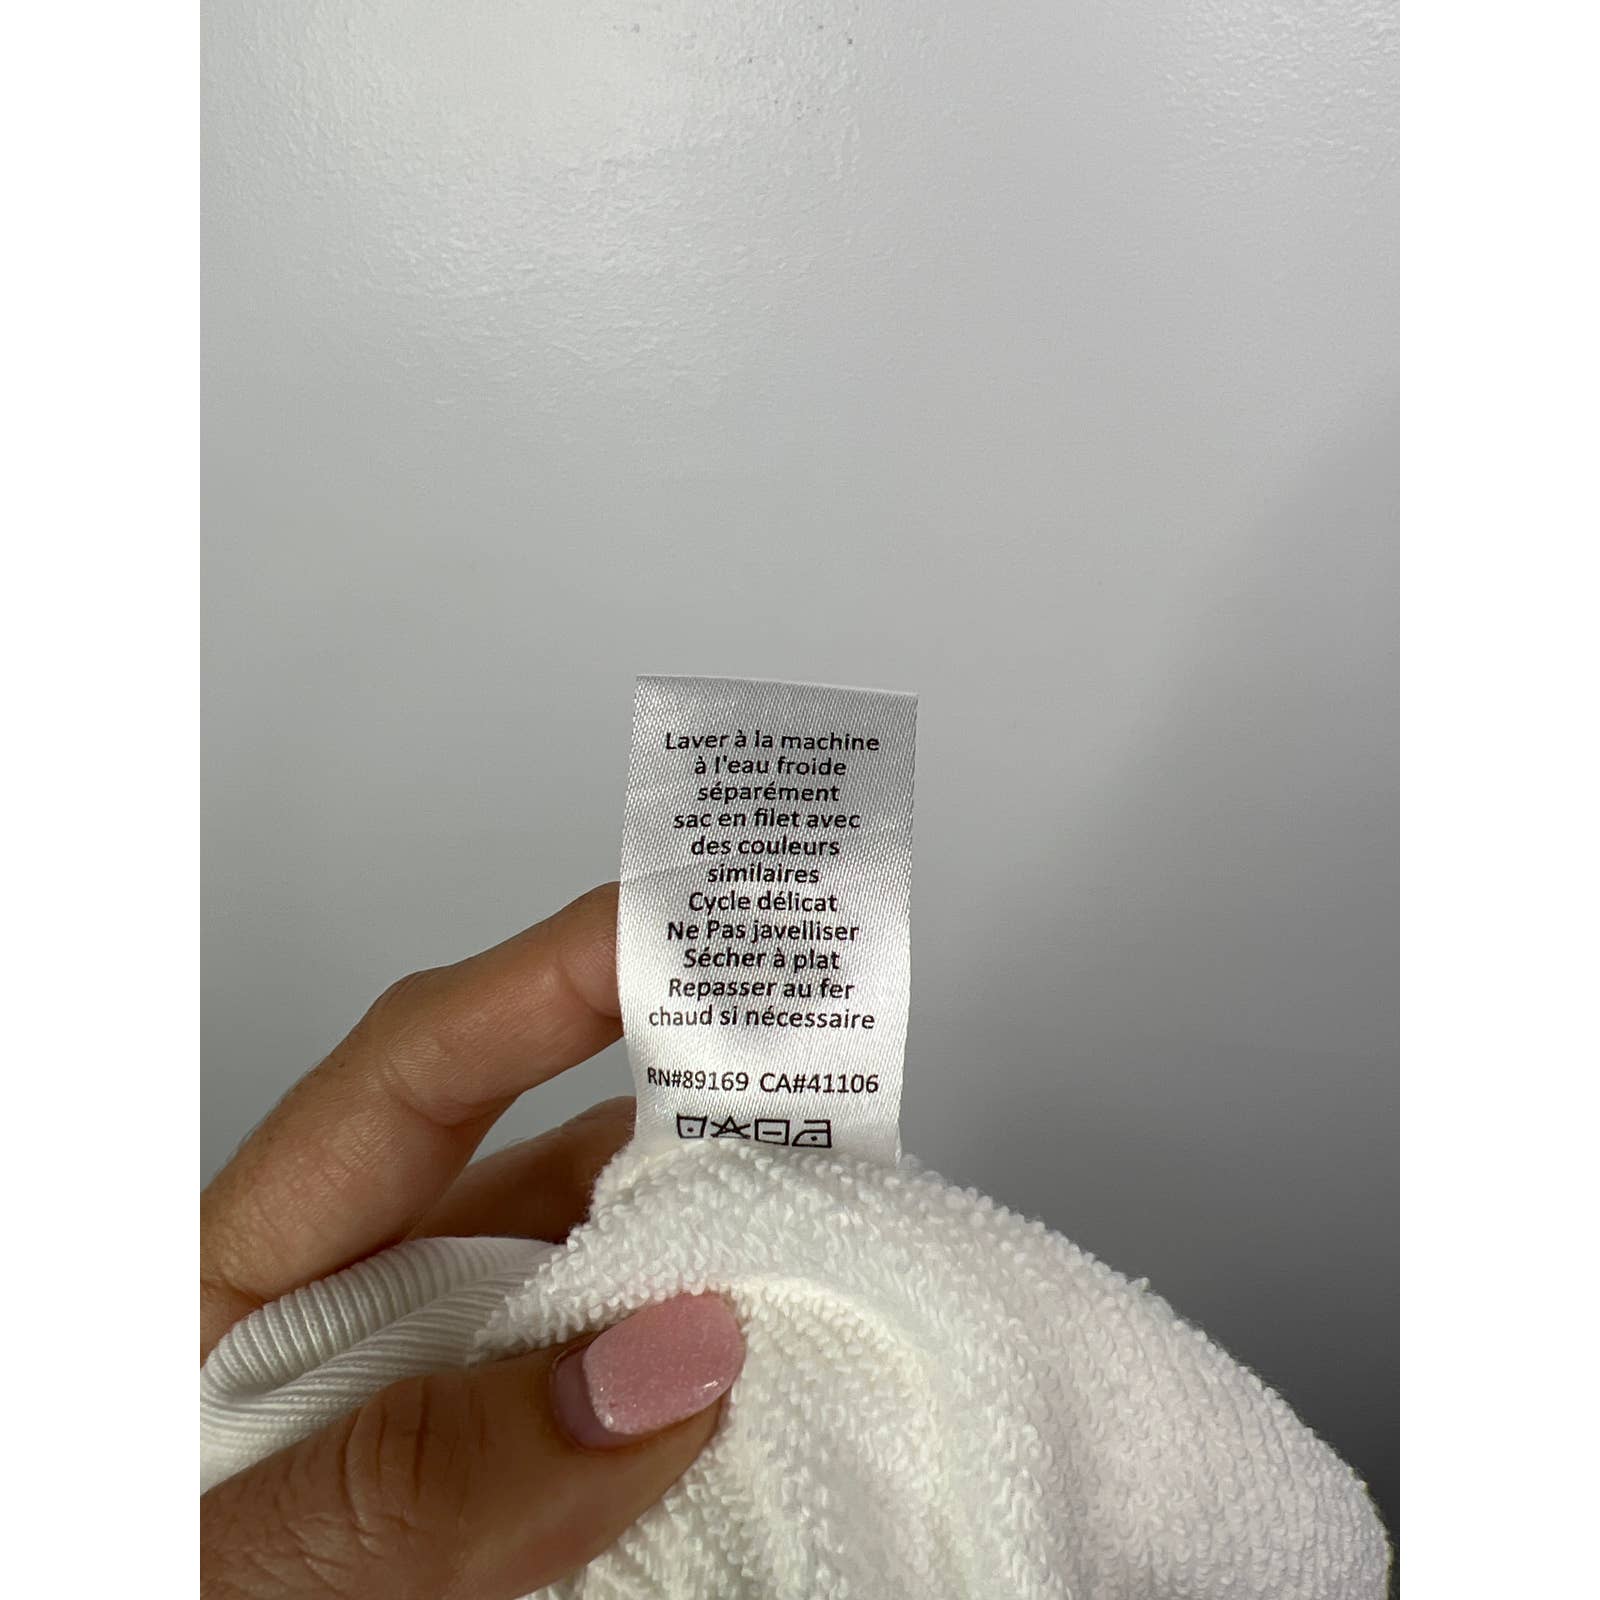 Laver à la machine
à l'eau froide
séparément
sac en filet avec
des couleurs
similaires
Cycle délicat
Ne Pas javelliser
Sécher à plat
Repasser au fer
chaud si nécessaire
RN#89169 CA#41106